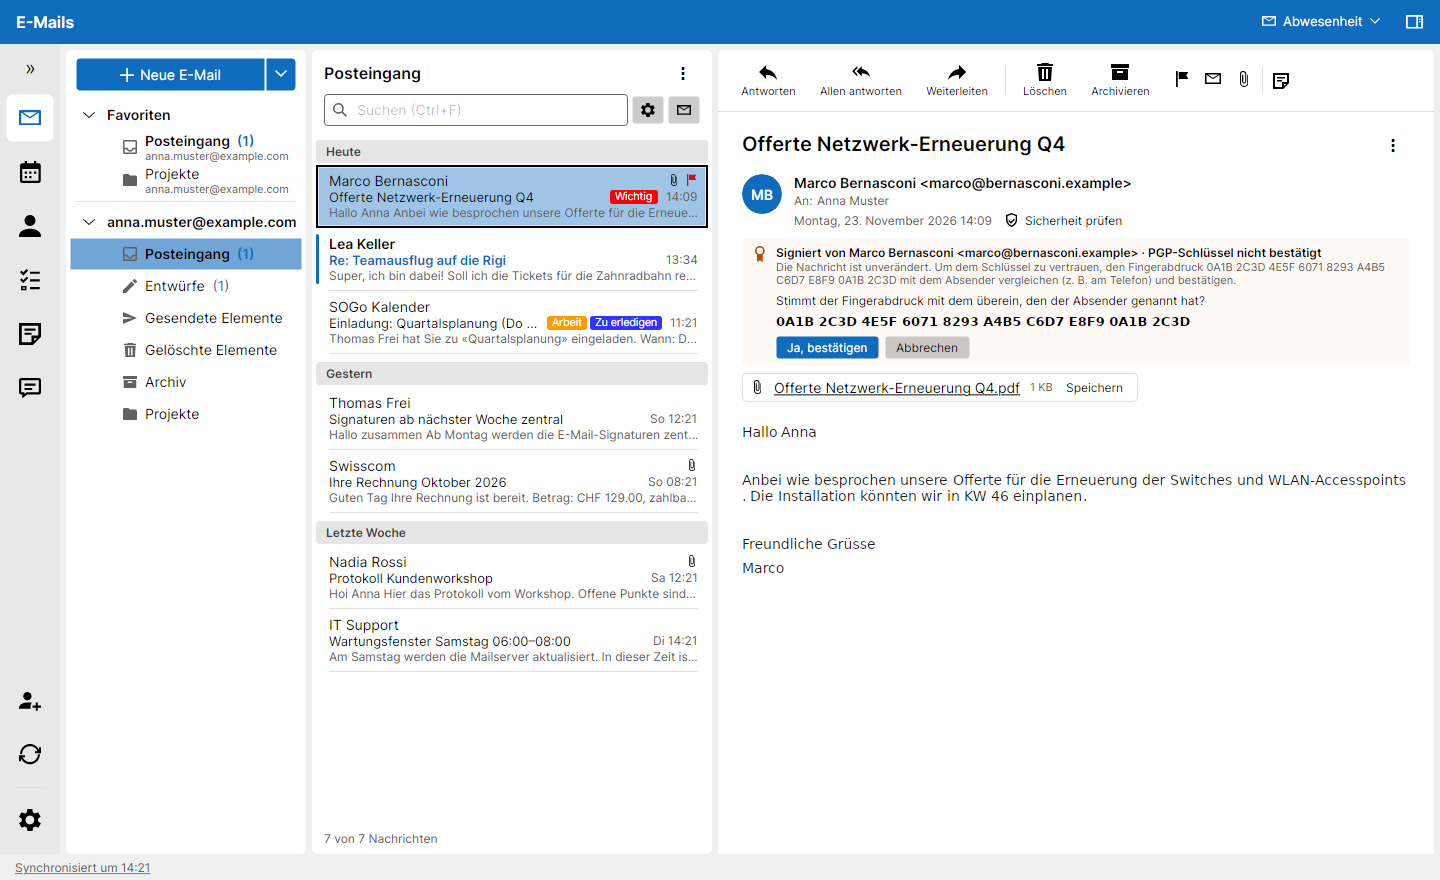 E-Mails
Abwesenheit
Neue E-Mail
Favoriten
Posteingang (1)
anna.muster@example.com
Projekte
anna.muster@example.com
anna.muster@example.com
Posteingang (1)
Entwürfe (1)
Gesendete Elemente
Gelöschte Elemente
Archiv
Projekte
Posteingang
Suchen (Ctrl+F)
Heute
Marco Bernasconi
Offerte Netzwerk-Erneuerung Q4 Wichtig 14:09
Hallo Anna Anbei wie besprochen unsere Offerte für die Erneue...
Lea Keller
Re: Teamausflug auf die Rigi 13:34
Super, ich bin dabei! Soll ich die Tickets für die Zahnradbahn re...
SOGo Kalender
Einladung: Quartalsplanung (Do ... Arbeit Zu erledigen 11:21
Thomas Frei hat Sie zu «Quartalsplanung» eingeladen. Wann: D...
Gestern
Thomas Frei
Signaturen ab nächster Woche zentral So 12:21
Hallo zusammen Ab Montag werden die E-Mail-Signaturen zent...
Swisscom
Ihre Rechnung Oktober 2026 So 08:21
Guten Tag Ihre Rechnung ist bereit. Betrag: CHF 129.00, zahlba...
Letzte Woche
Nadia Rossi
Protokoll Kundenworkshop Sa 12:21
Hoi Anna Hier das Protokoll vom Workshop. Offene Punkte sind...
IT Support
Wartungsfenster Samstag 06:00–08:00 Di 14:21
Am Samstag werden die Mailserver aktualisiert. In dieser Zeit is...
7 von 7 Nachrichten
Antworten Allen antworten Weiterleiten Löschen Archivieren
Offerte Netzwerk-Erneuerung Q4
MB
Marco Bernasconi <marco@bernasconi.example>
An: Anna Muster
Montag, 23. November 2026 14:09 Sicherheit prüfen
Signiert von Marco Bernasconi <marco@bernasconi.example> · PGP-Schlüssel nicht bestätigt
Die Nachricht ist unverändert. Um dem Schlüssel zu vertrauen, den Fingerabdruck 0A1B 2C3D 4E5F 6071 8293 A4B5
C6D7 E8F9 0A1B 2C3D mit dem Absender vergleichen (z. B. am Telefon) und bestätigen.
Stimmt der Fingerabdruck mit dem überein, den der Absender genannt hat?
0A1B 2C3D 4E5F 6071 8293 A4B5 C6D7 E8F9 0A1B 2C3D
Ja, bestätigen Abbrechen
Offerte Netzwerk-Erneuerung Q4.pdf 1 KB Speichern
Hallo Anna
Anbei wie besprochen unsere Offerte für die Erneuerung der Switches und WLAN-Accesspoints
. Die Installation könnten wir in KW 46 einplanen.
Freundliche Grüsse
Marco
Synchronisiert um 14:21